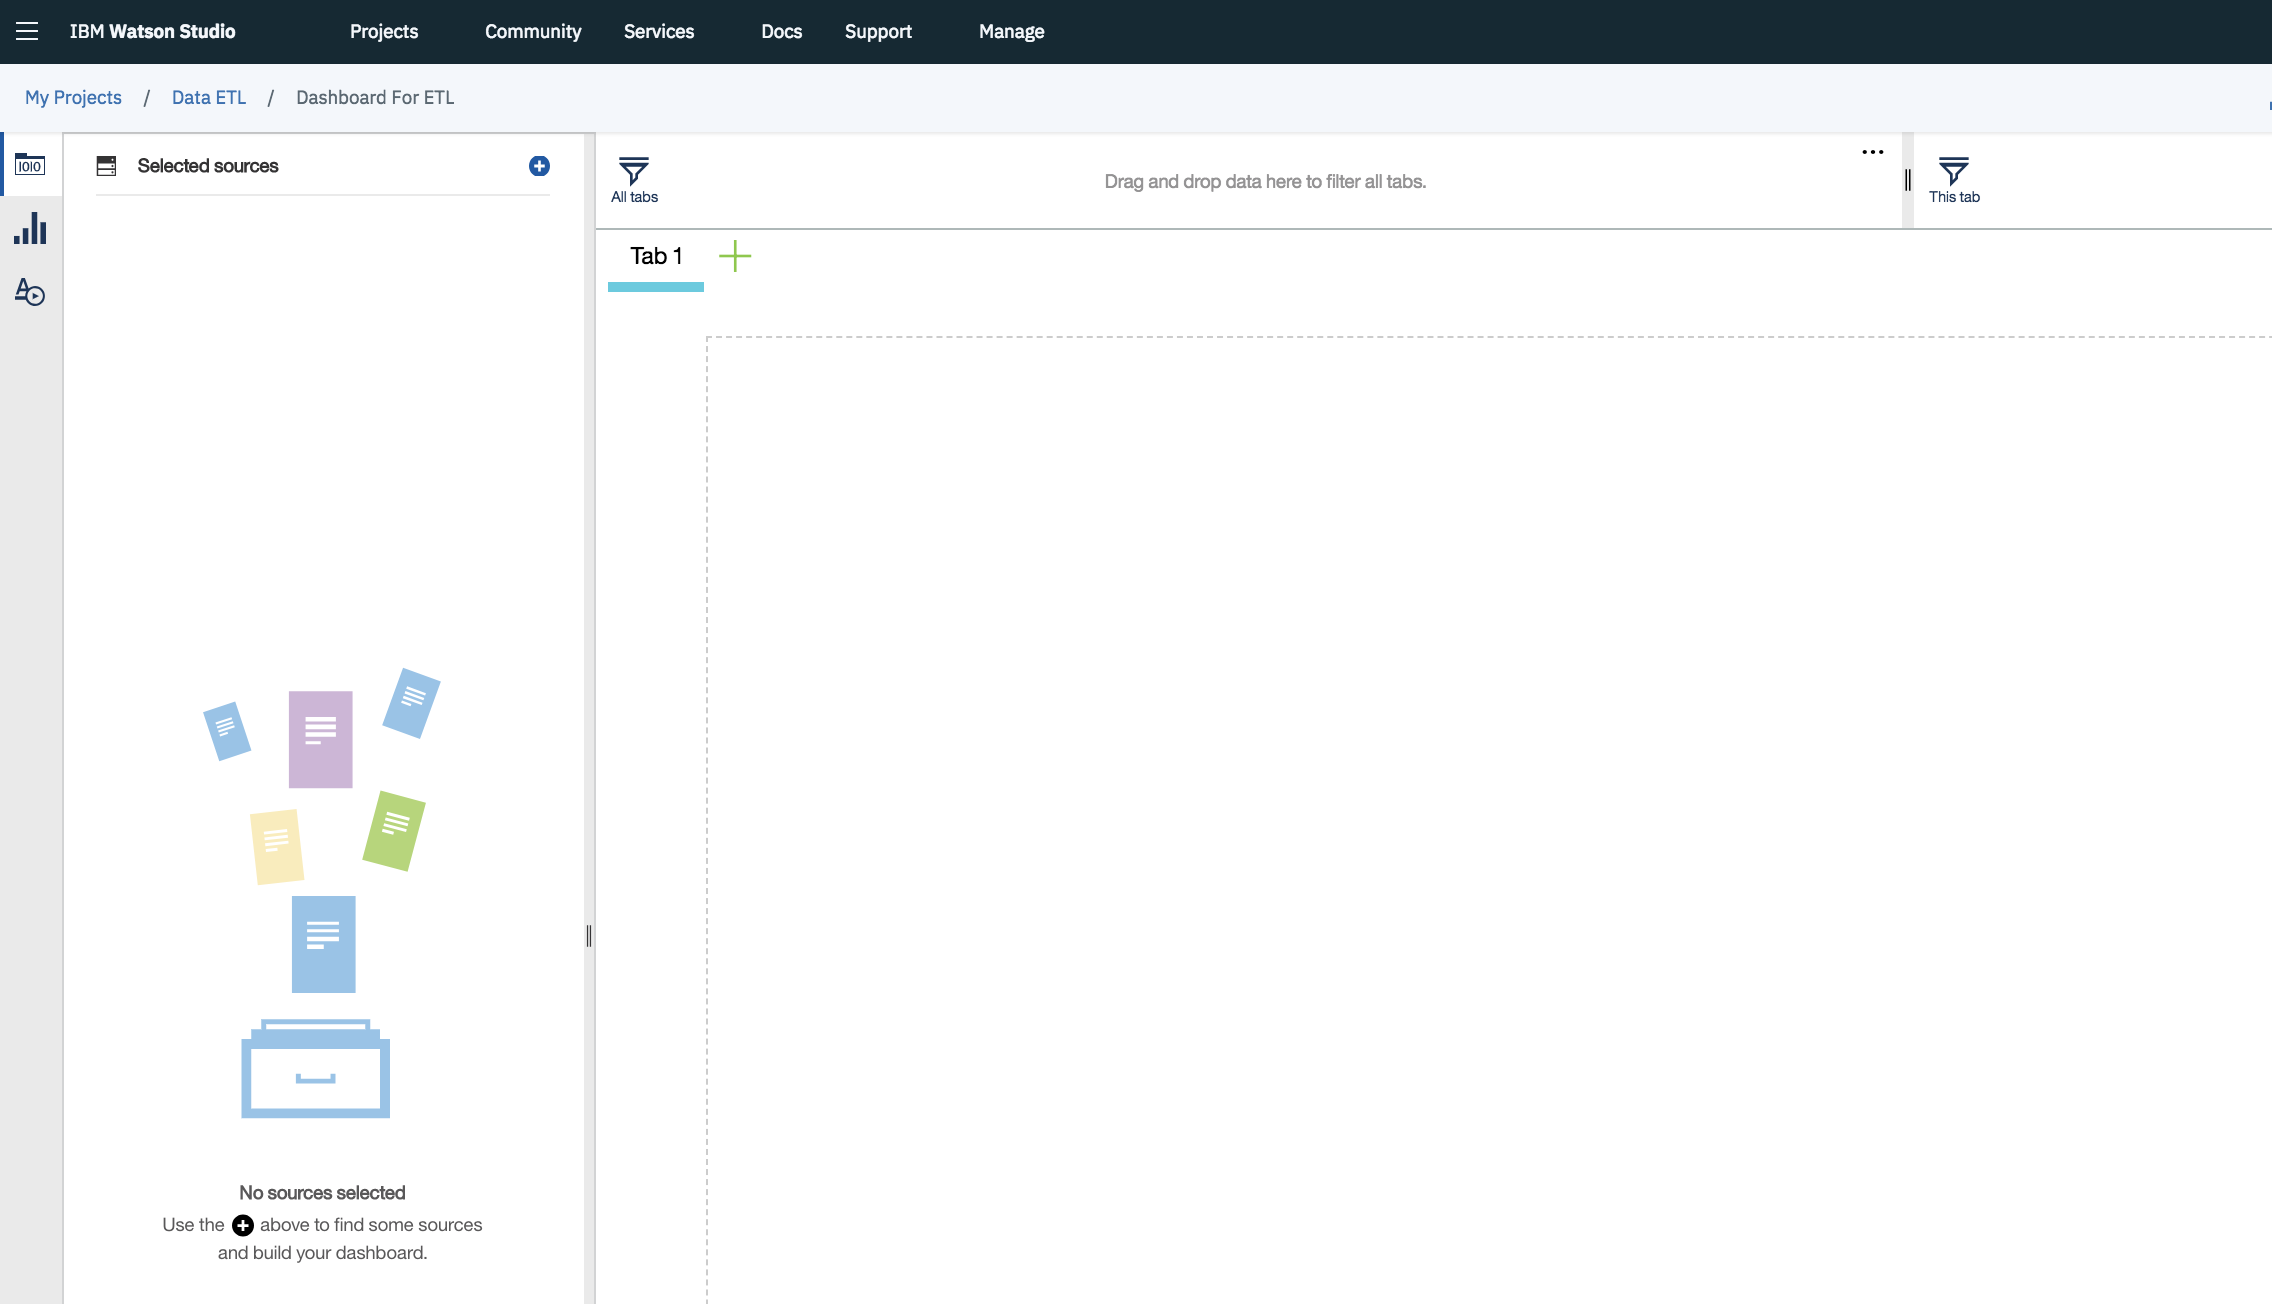 IBM Watson Studio Projects Community Services Docs Support Manage
My Projects / Data ETL / Dashboard For ETL
Selected sources
All tabs
Drag and drop data here to filter all tabs.
This tab
Tab 1
No sources selected
Use the above to find some sources
and build your dashboard.